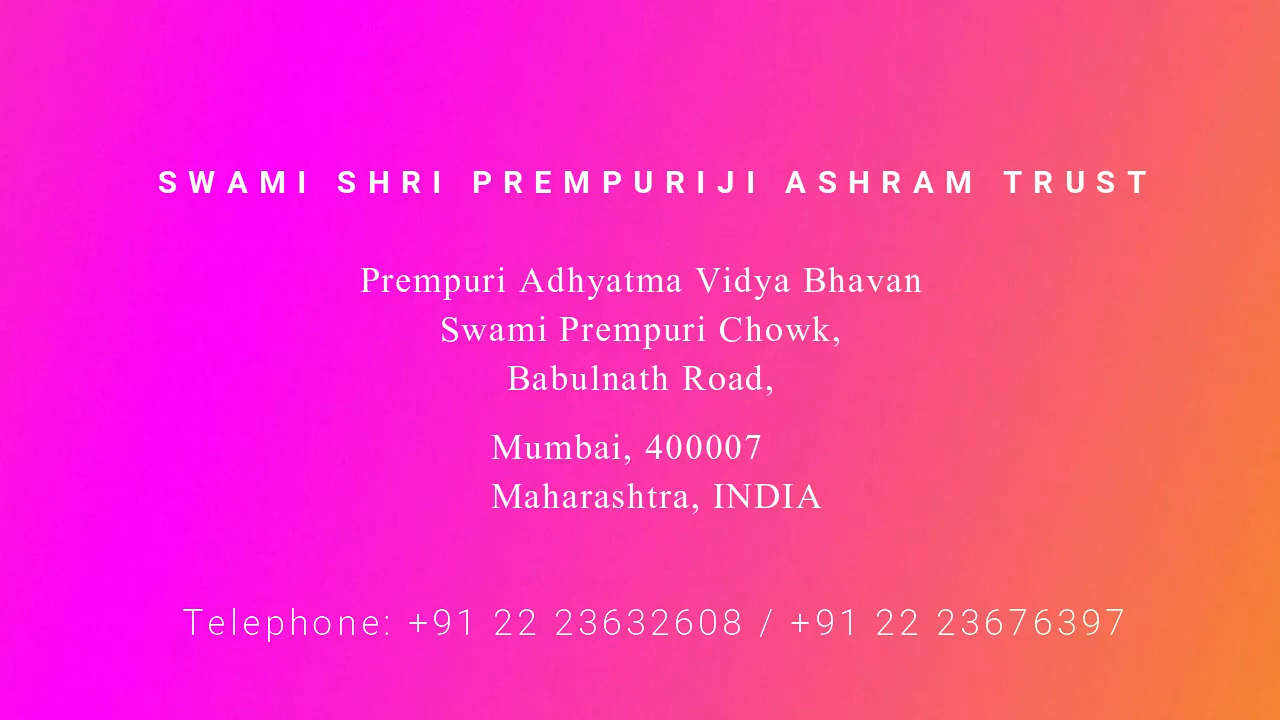 SWAMI SHRI PREMPURIJI ASHRAM TRUST
Prempuri Adhyatma Vidya Bhavan
Swami Prempuri Chowk,
Babulnath Road,
Mumbai, 400007
Maharashtra, INDIA
Telephone: +91 22 23632608 / +91 22 23676397